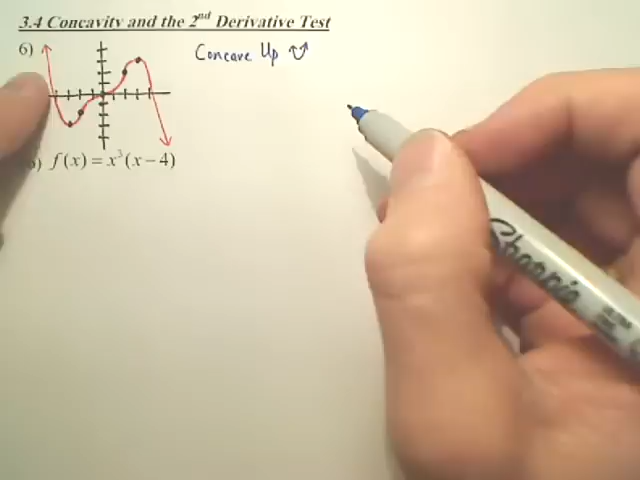 3.4 Concavity and the 2nd Derivative Test
6) Concave Up
) f(x) = x³(x − 4)
Sharpie